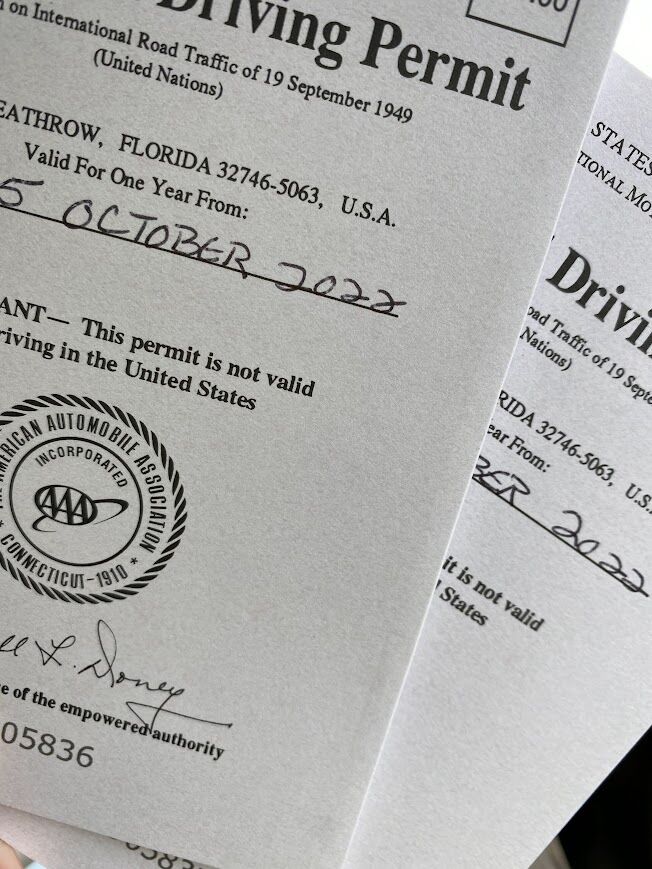 Driving Permit
on International Road Traffic of 19 September 1949
(United Nations)
EATHROW, FLORIDA 32746-5063, U.S.A.
Valid For One Year From:
5 OCTOBER 2022
ANT— This permit is not valid
riving in the United States
AMERICAN AUTOMOBILE ASSOCIATION
INCORPORATED
AAA
* CONNECTICUT-1910 *
L. Doney
e of the empowered authority
05836
STATES
TIONAL MO
Drivi
oad Traffic of 19 Septe
Nations)
RIDA 32746-5063, U.S.
ear From:
BER 2022
it is not valid
States